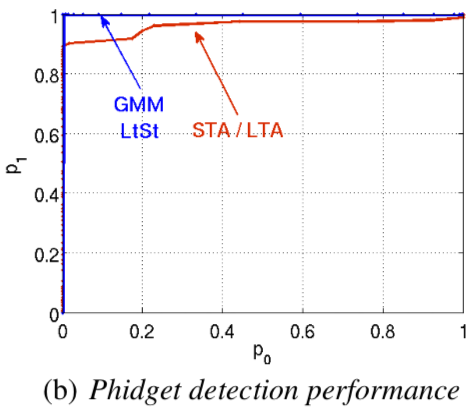 1
0.8
0.6
0.4
0.2
0
p1
GMM
LtSt
STA / LTA
0 0.2 0.4 0.6 0.8 1
p0
(b) Phidget detection performance